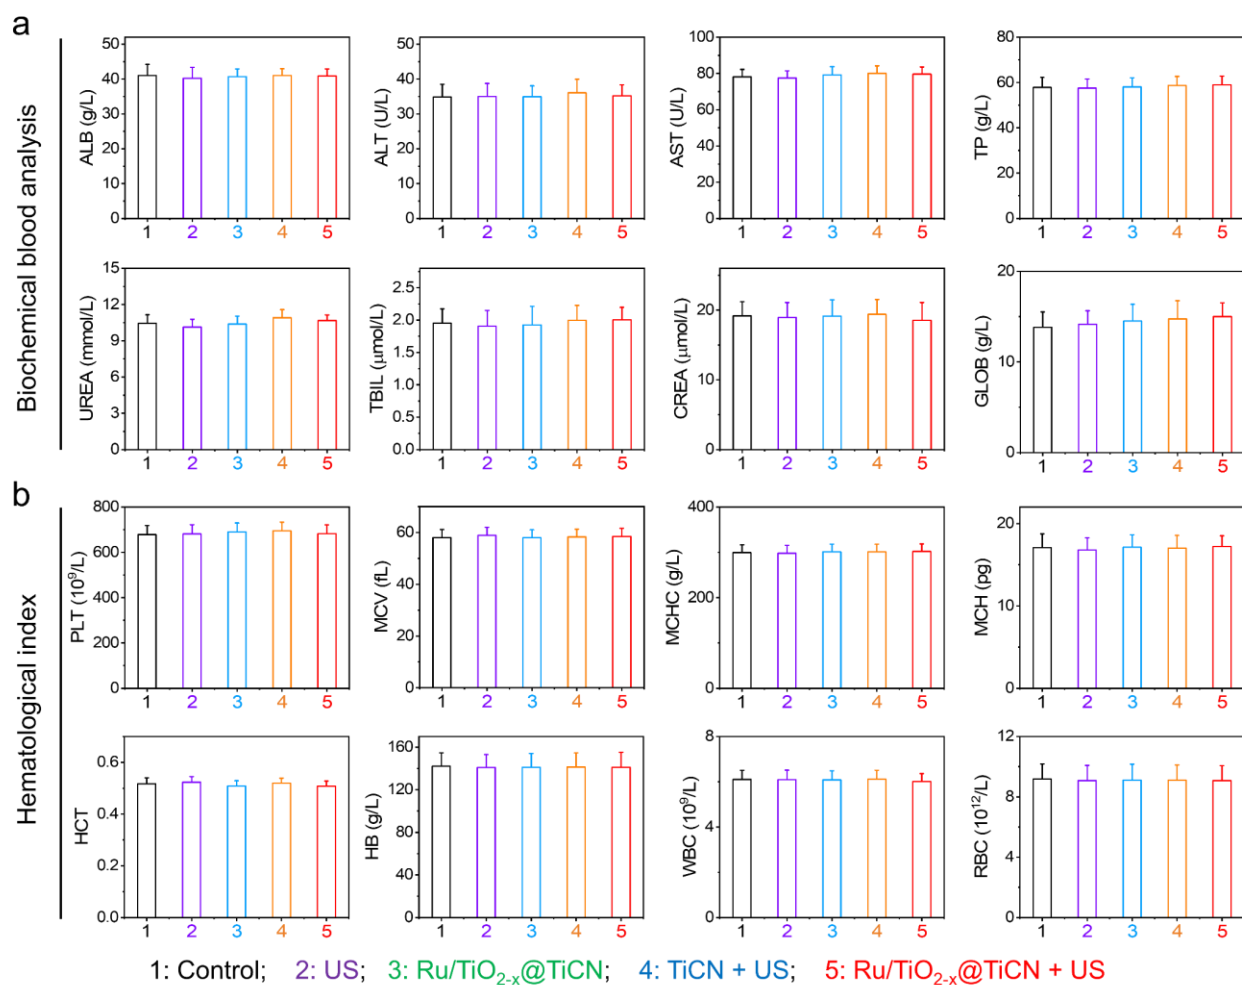 a
Biochemical blood analysis
ALB (g/L)
50
40
30
20
10
0
1 2 3 4 5
ALT (U/L)
50
40
30
20
10
0
1 2 3 4 5
AST (U/L)
100
80
60
40
20
0
1 2 3 4 5
TP (g/L)
80
60
40
20
0
1 2 3 4 5
UREA (mmol/L)
15
12
9
6
3
0
1 2 3 4 5
TBIL (μmol/L)
2.5
2.0
1.5
1.0
0.5
0.0
1 2 3 4 5
CREA (μmol/L)
20
10
0
1 2 3 4 5
GLOB (g/L)
20
10
0
1 2 3 4 5
b
Hematological index
PLT (10⁹/L)
800
600
400
200
0
1 2 3 4 5
MCV (fL)
60
40
20
0
1 2 3 4 5
MCHC (g/L)
400
200
0
1 2 3 4 5
MCH (pg)
20
10
0
1 2 3 4 5
HCT
0.6
0.4
0.2
0.0
1 2 3 4 5
HB (g/L)
160
120
80
40
0
1 2 3 4 5
WBC (10⁹/L)
8
4
0
1 2 3 4 5
RBC (10¹²/L)
12
8
4
0
1 2 3 4 5
1: Control; 2: US; 3: Ru/TiO₂₋ₓ@TiCN; 4: TiCN + US; 5: Ru/TiO₂₋ₓ@TiCN + US